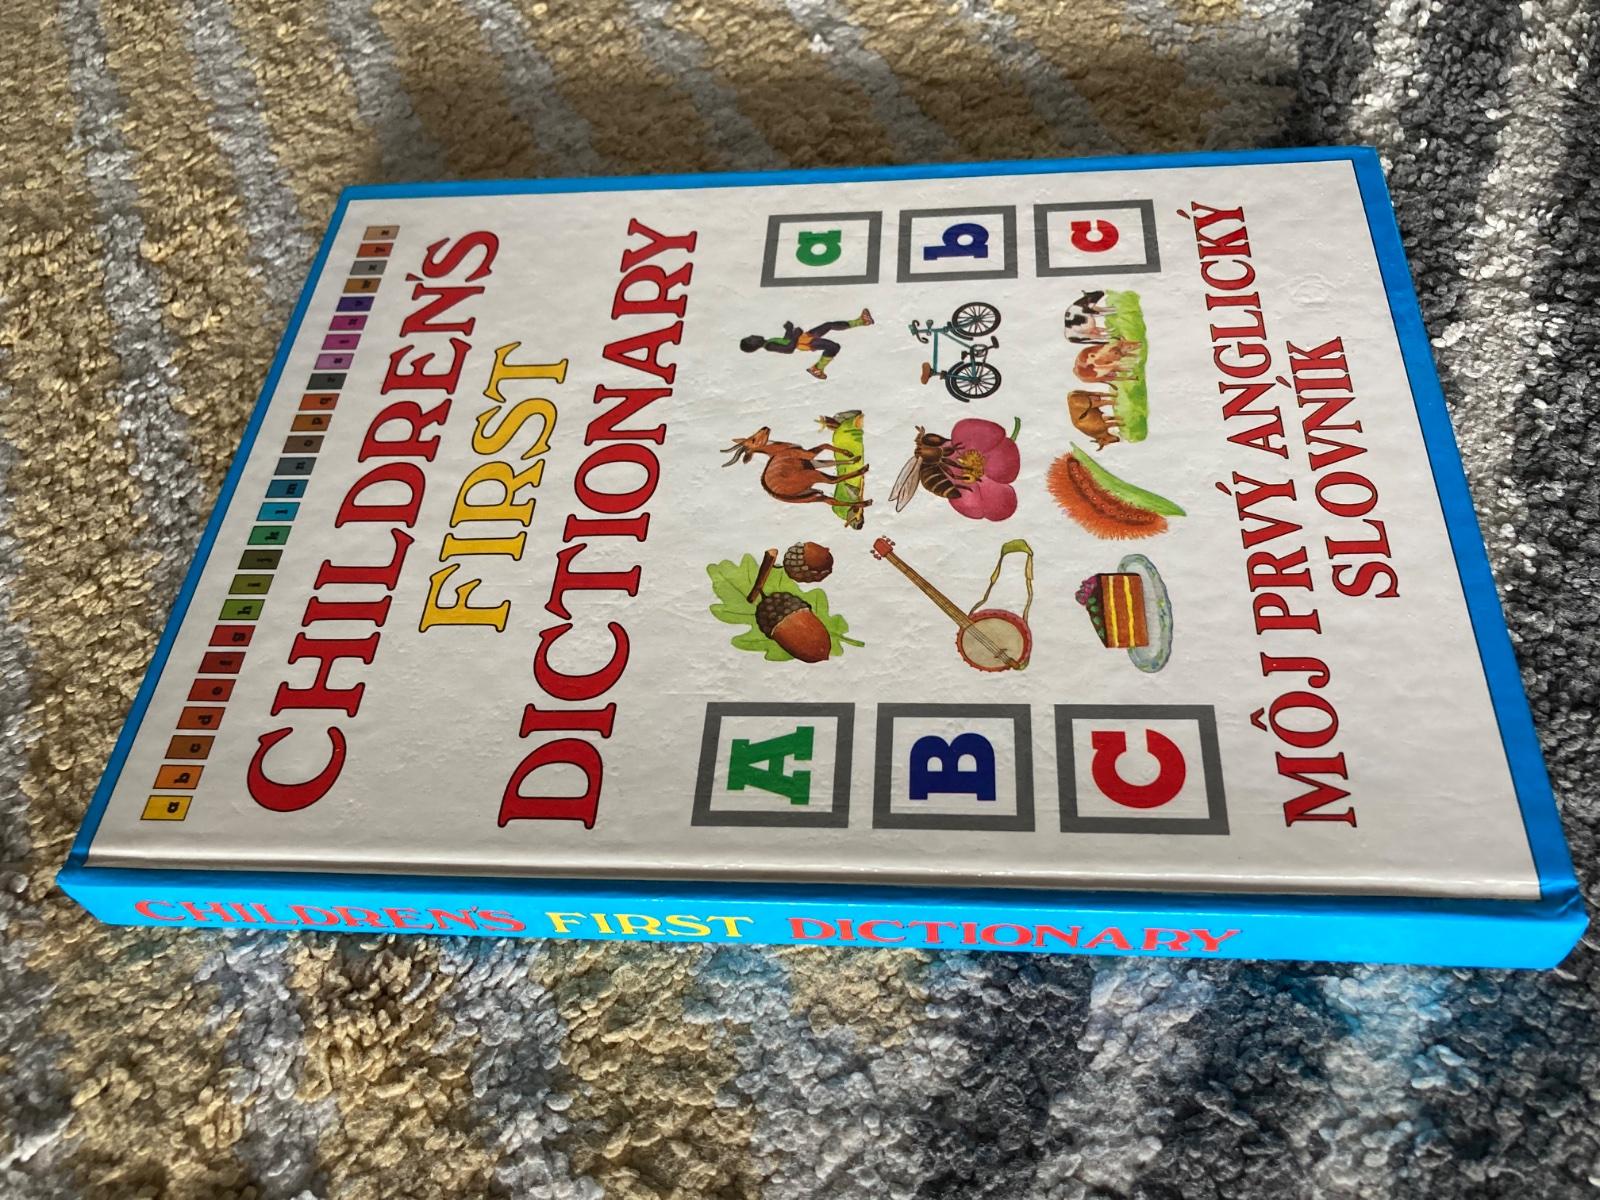 a b c d e f g h i j k l m n o p q r s t u v w x y z
CHILDREN'S
FIRST
DICTIONARY
A a
B b
C c
MÔJ PRVÝ ANGLICKÝ
SLOVNÍK
CHILDREN'S FIRST DICTIONARY